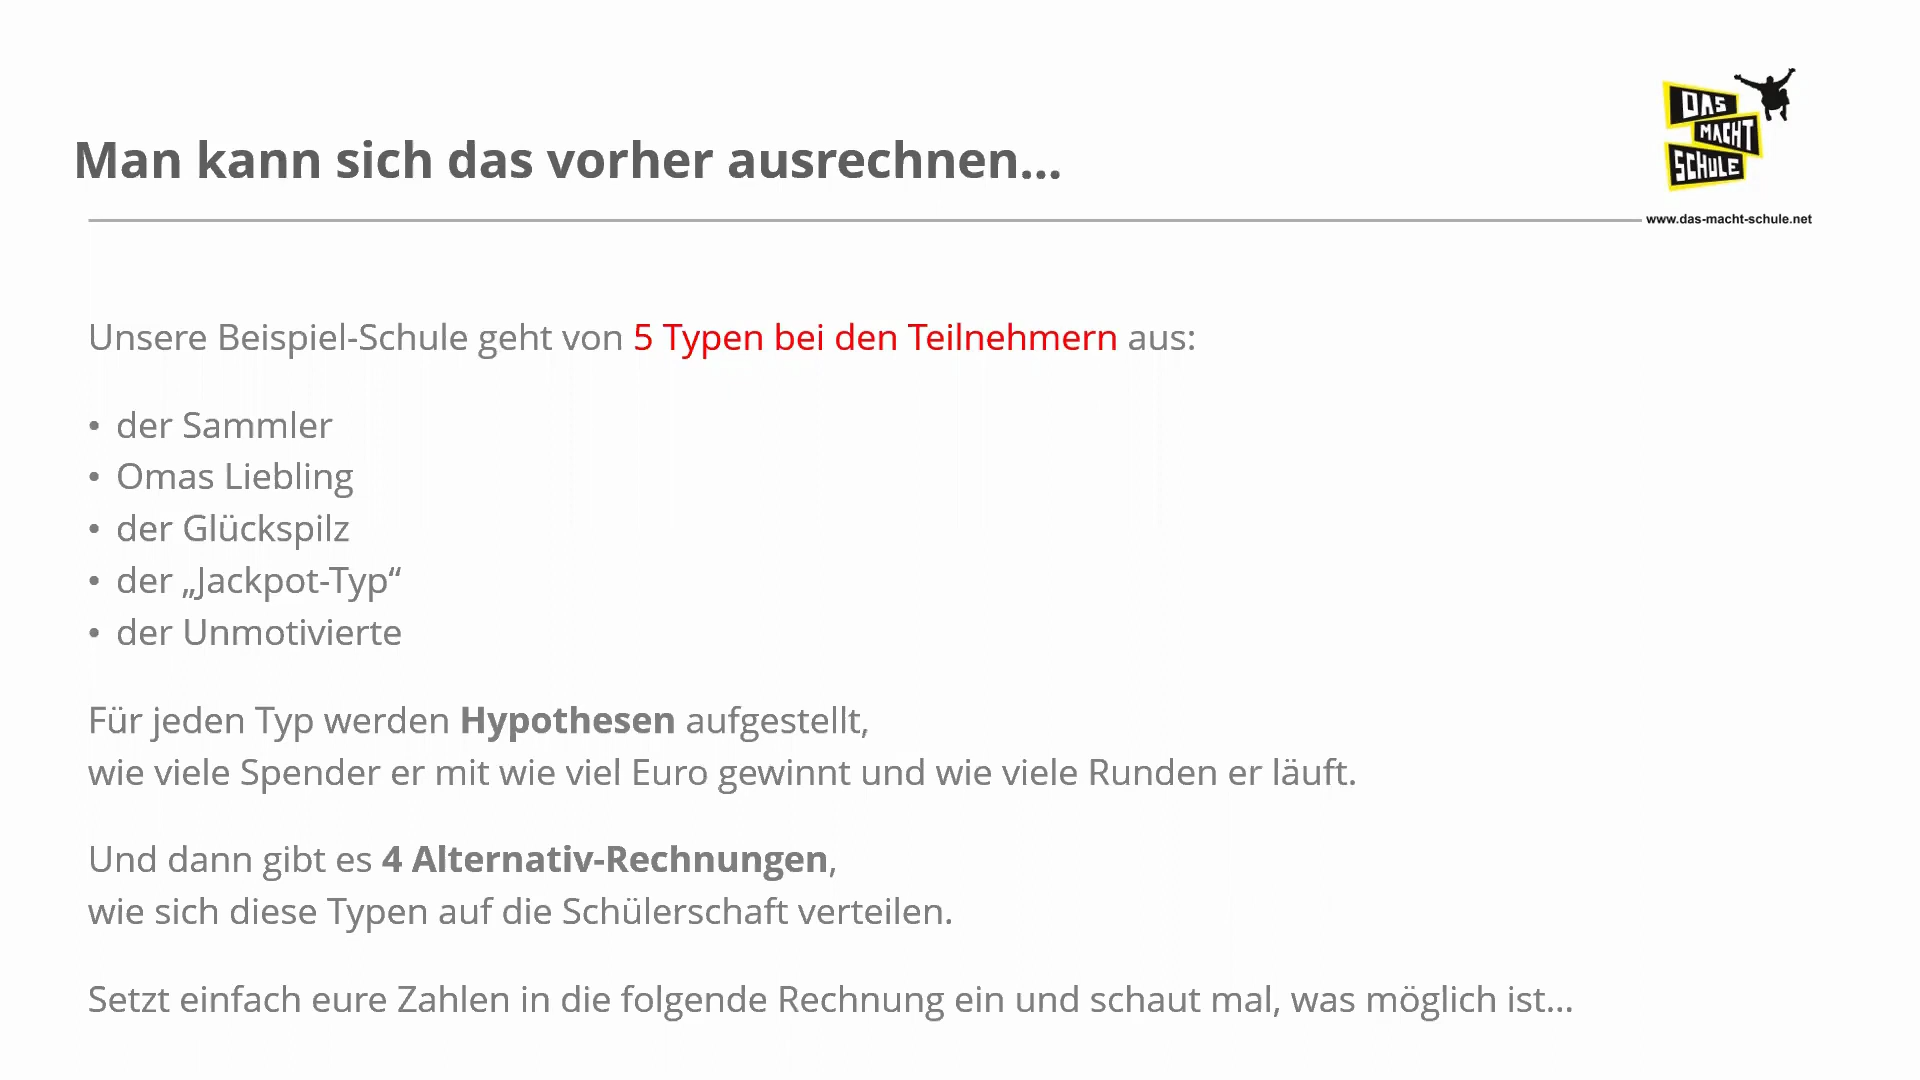 DAS
MACHT
SCHULE
Man kann sich das vorher ausrechnen...
www.das-macht-schule.net
Unsere Beispiel-Schule geht von 5 Typen bei den Teilnehmern aus:
• der Sammler
• Omas Liebling
• der Glückspilz
• der „Jackpot-Typ“
• der Unmotivierte
Für jeden Typ werden Hypothesen aufgestellt,
wie viele Spender er mit wie viel Euro gewinnt und wie viele Runden er läuft.
Und dann gibt es 4 Alternativ-Rechnungen,
wie sich diese Typen auf die Schülerschaft verteilen.
Setzt einfach eure Zahlen in die folgende Rechnung ein und schaut mal, was möglich ist...